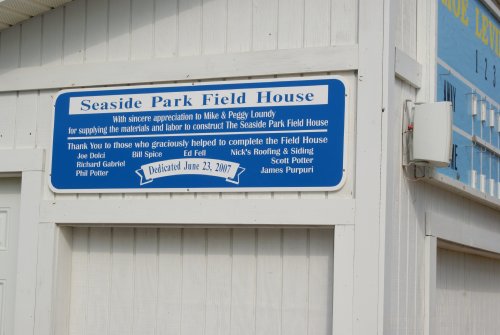 Seaside Park Field House
With sincere appreciation to Mike & Peggy Loundy
for supplying the materials and labor to construct The Seaside Park Field House
Thank You to those who graciously helped to complete the Field House
Joe Dolci Bill Spice Ed Fell Nick's Roofing & Siding
Richard Gabriel Scott Potter
Phil Potter Dedicated June 23, 2007 James Purpuri
1 2 3